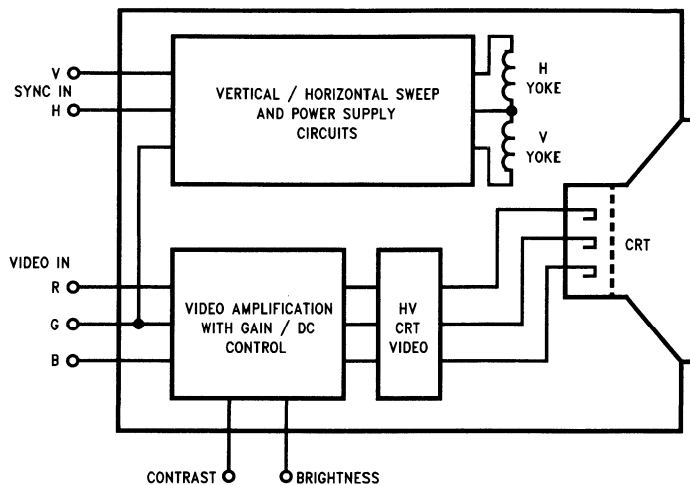 V
SYNC IN
H
VERTICAL / HORIZONTAL SWEEP
AND POWER SUPPLY
CIRCUITS
H
YOKE
V
YOKE
CRT
VIDEO IN
R
G
B
VIDEO AMPLIFICATION
WITH GAIN / DC
CONTROL
HV
CRT
VIDEO
CONTRAST
BRIGHTNESS